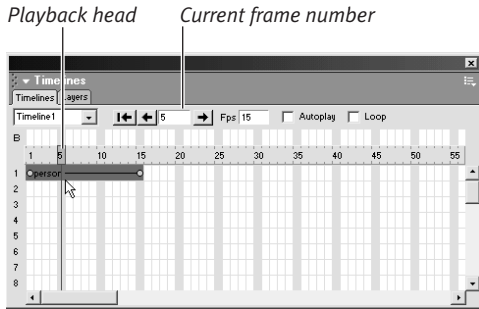 Playback head Current frame number
Timelines
Timelines Layers
Timeline1 5 Fps 15 Autoplay Loop
B
1 5 10 15 20 25 30 35 40 45 50 55
1 person
2
3
4
5
6
7
8